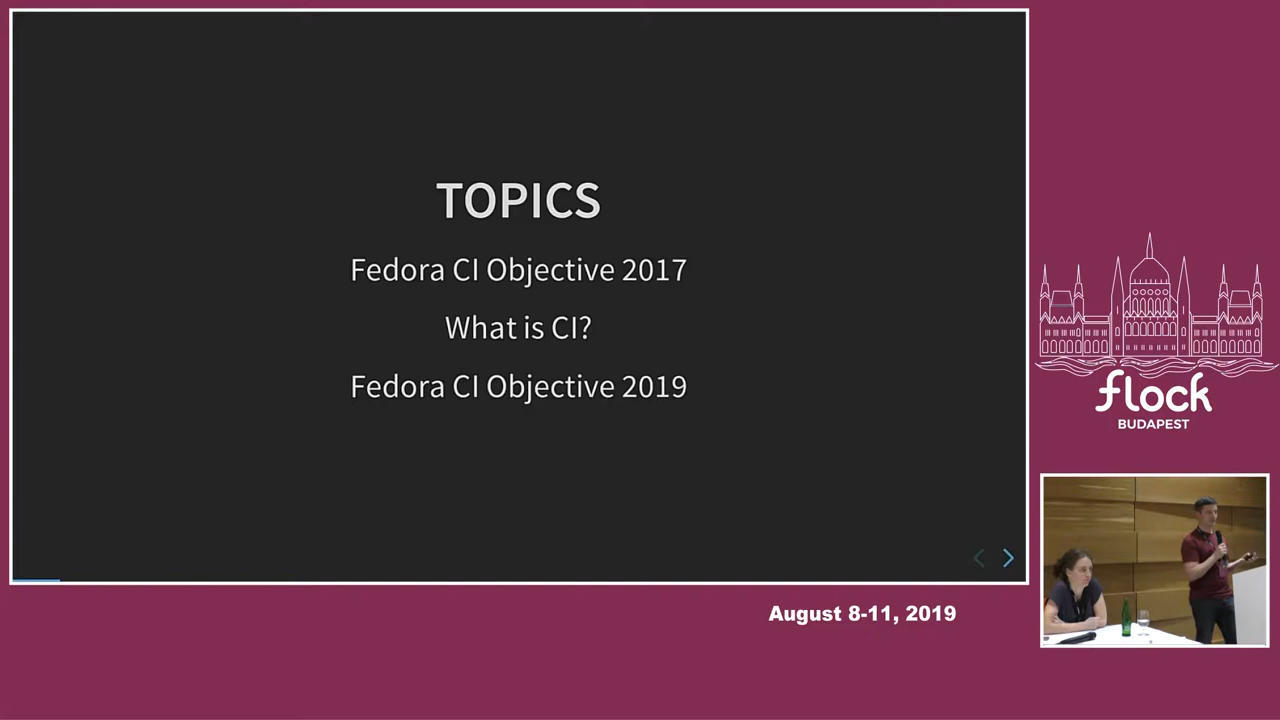 TOPICS
Fedora CI Objective 2017
What is CI?
Fedora CI Objective 2019
flock
BUDAPEST
August 8-11, 2019